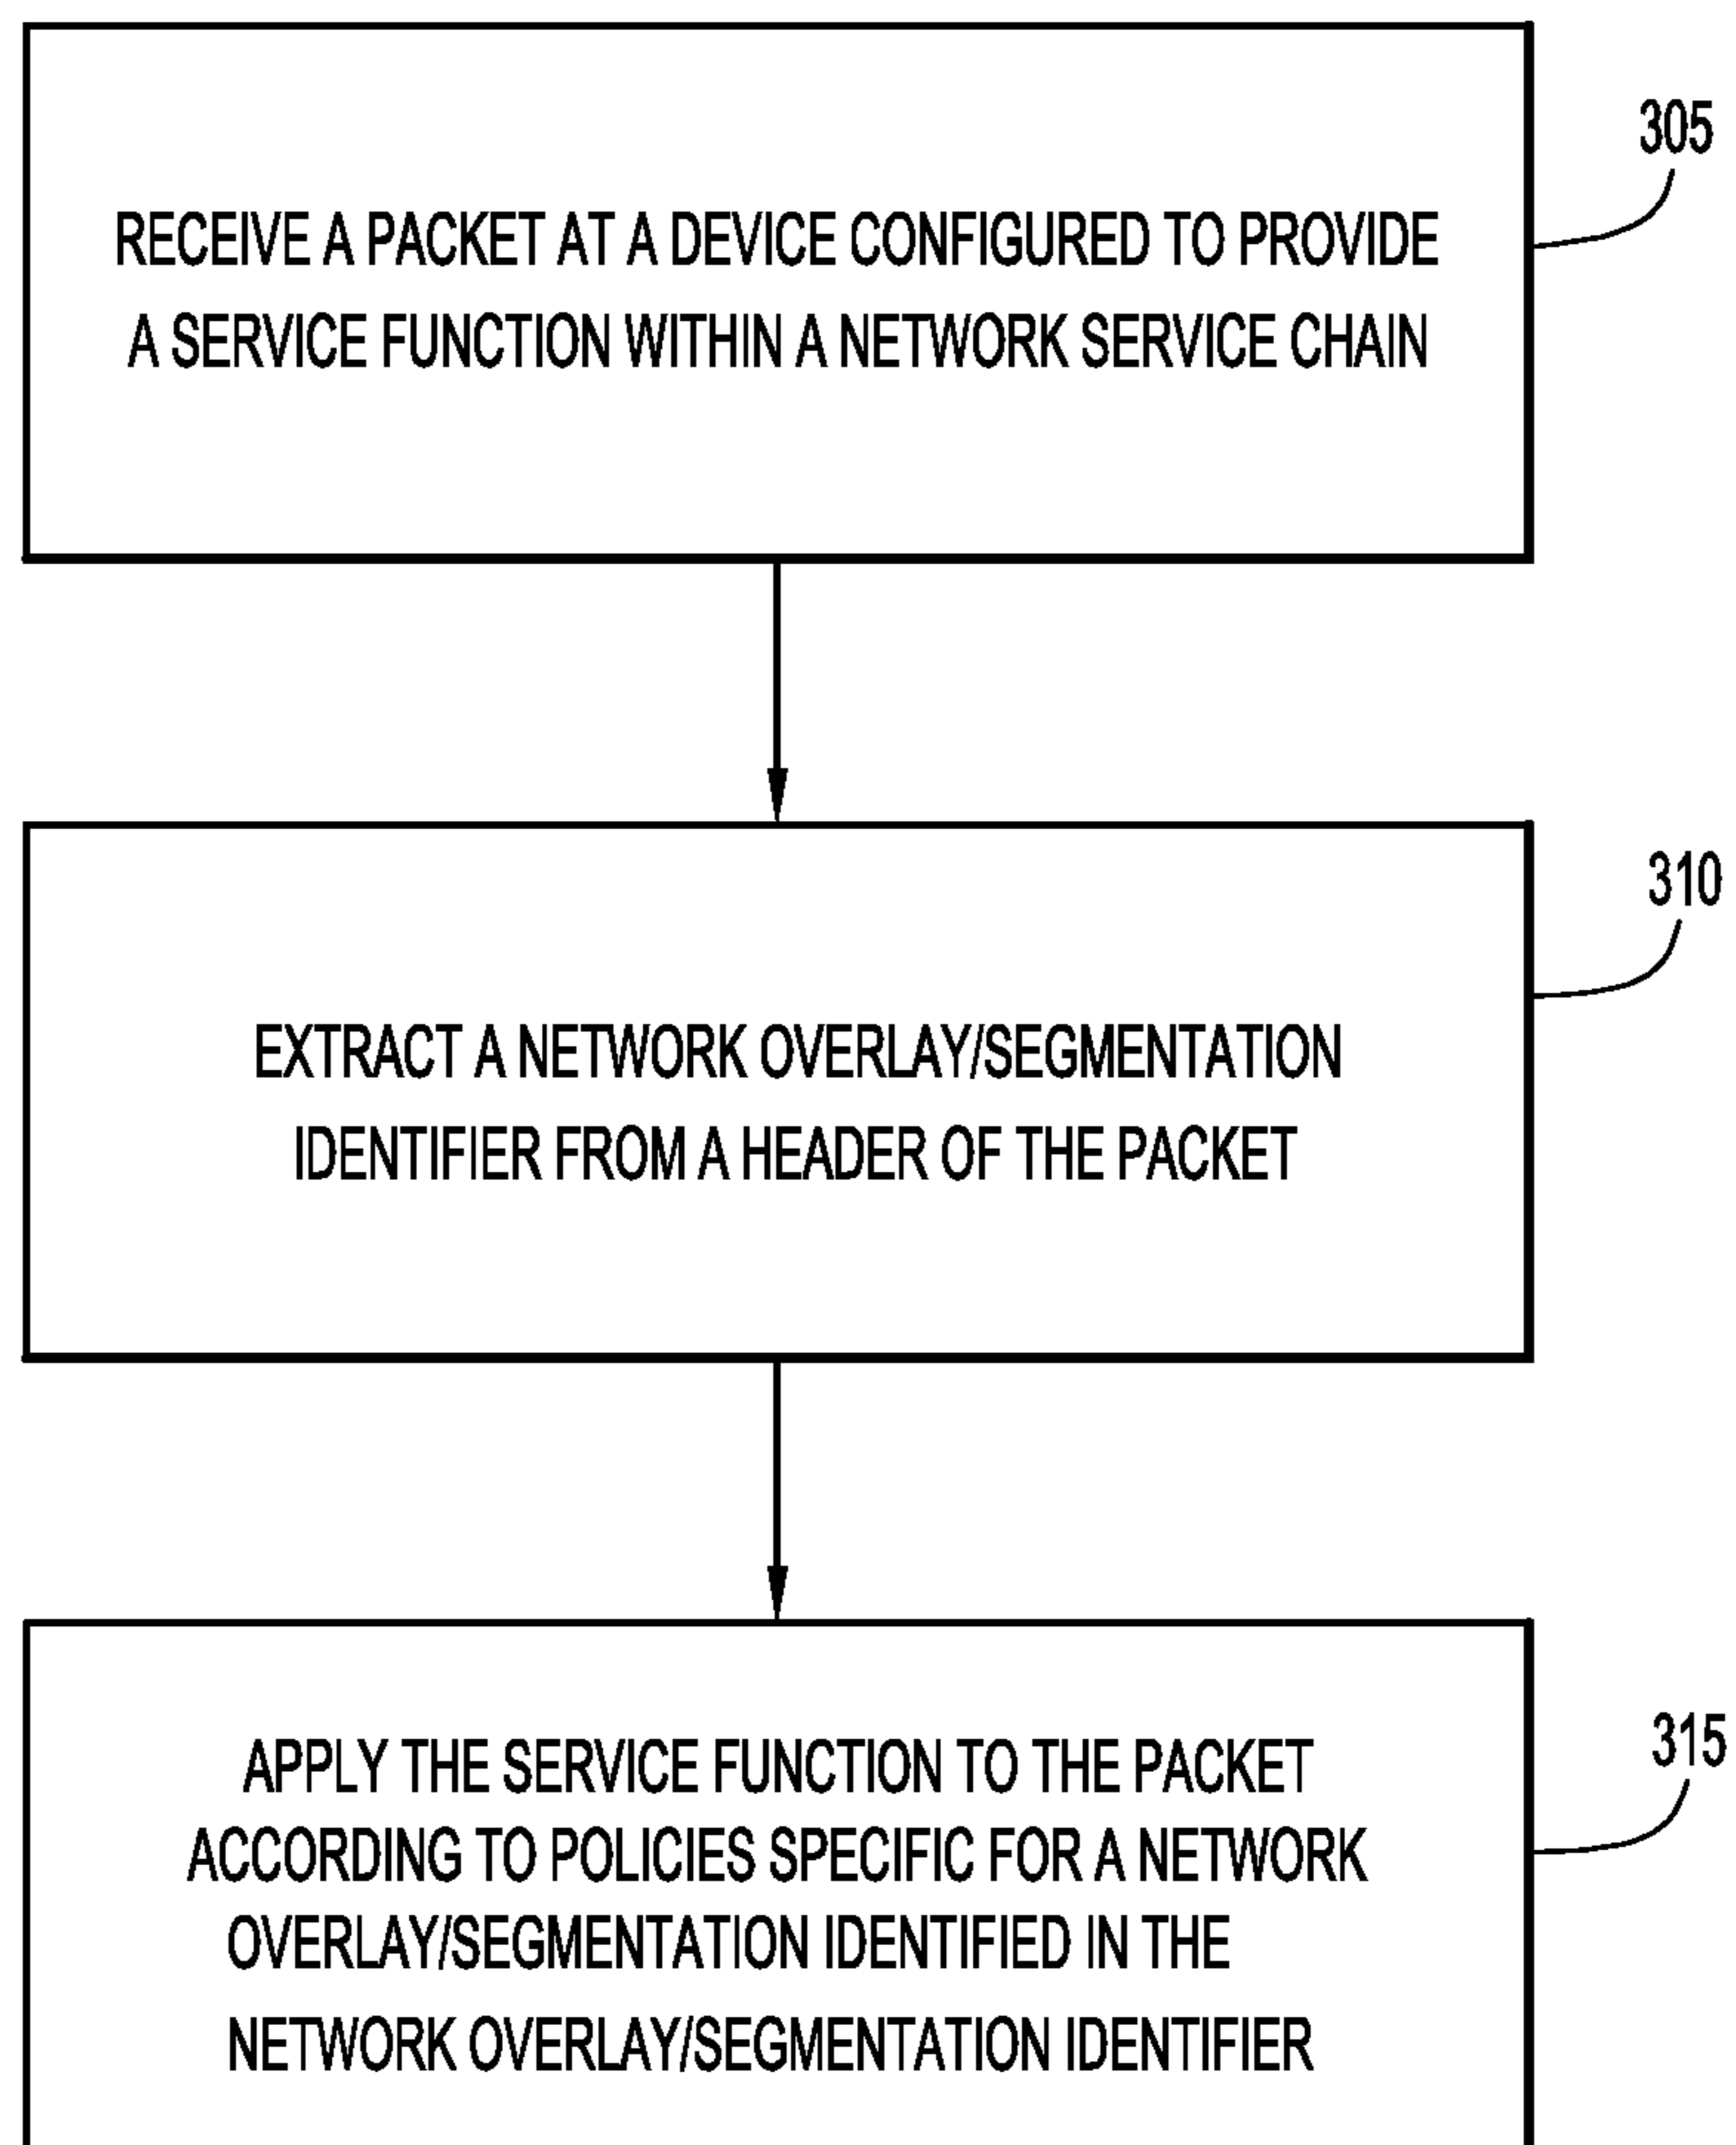 305
RECEIVE A PACKET AT A DEVICE CONFIGURED TO PROVIDE
A SERVICE FUNCTION WITHIN A NETWORK SERVICE CHAIN
310
EXTRACT A NETWORK OVERLAY/SEGMENTATION
IDENTIFIER FROM A HEADER OF THE PACKET
315
APPLY THE SERVICE FUNCTION TO THE PACKET
ACCORDING TO POLICIES SPECIFIC FOR A NETWORK
OVERLAY/SEGMENTATION IDENTIFIED IN THE
NETWORK OVERLAY/SEGMENTATION IDENTIFIER